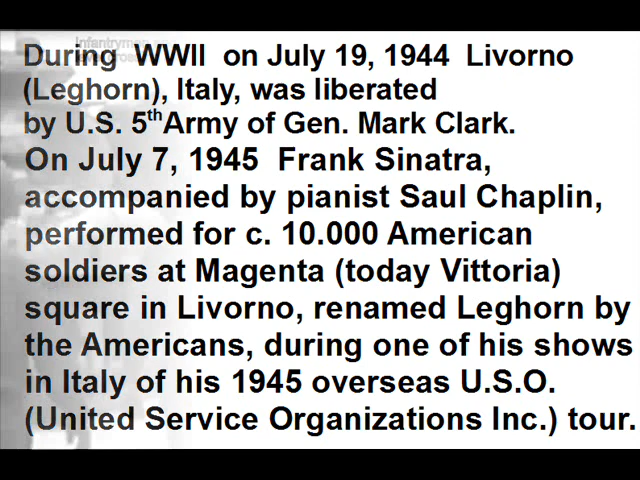 Infantrymen
During WWII on July 19, 1944 Livorno
(Leghorn), Italy, was liberated
by U.S. 5th Army of Gen. Mark Clark.
On July 7, 1945 Frank Sinatra,
accompanied by pianist Saul Chaplin,
performed for c. 10.000 American
soldiers at Magenta (today Vittoria)
square in Livorno, renamed Leghorn by
the Americans, during one of his shows
in Italy of his 1945 overseas U.S.O.
(United Service Organizations Inc.) tour.